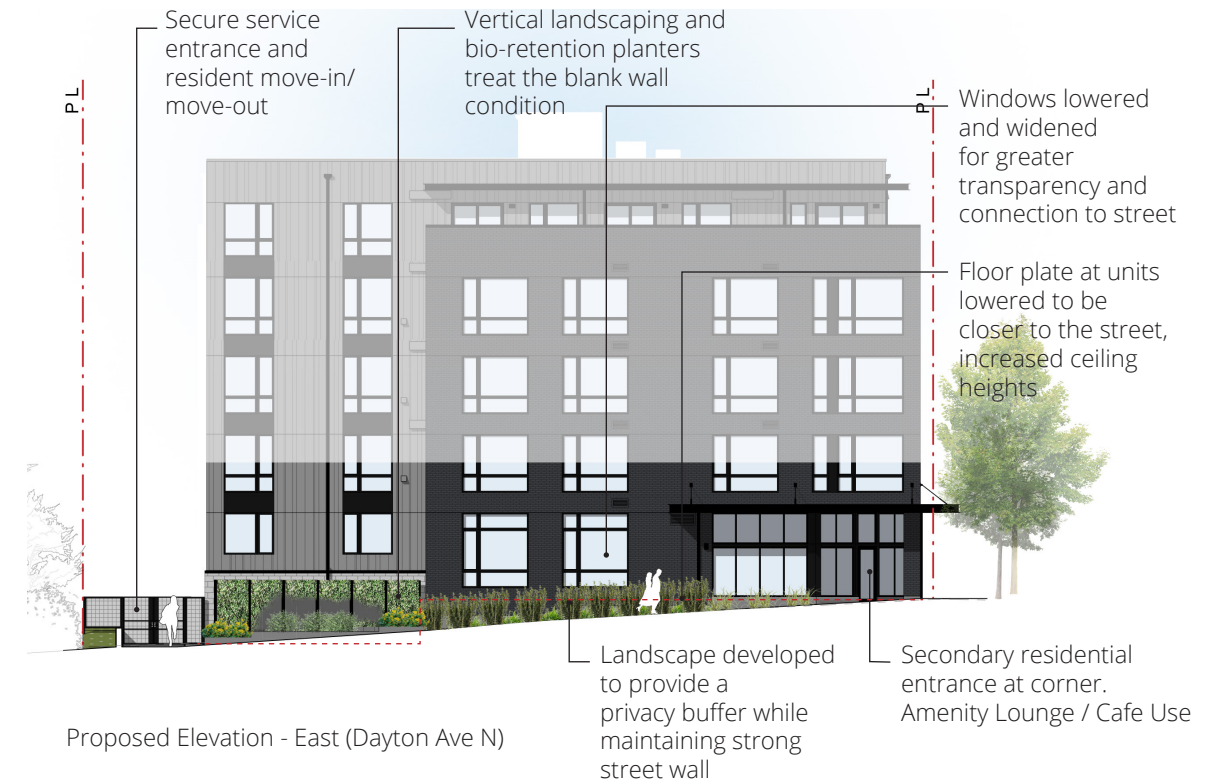 Secure service
entrance and
resident move-in/
move-out
Vertical landscaping and
bio-retention planters
treat the blank wall
condition
PL
PL
Windows lowered
and widened
for greater
transparency and
connection to street
Floor plate at units
lowered to be
closer to the street,
increased ceiling
heights
Landscape developed
to provide a
privacy buffer while
maintaining strong
street wall
Secondary residential
entrance at corner.
Amenity Lounge / Cafe Use
Proposed Elevation - East (Dayton Ave N)